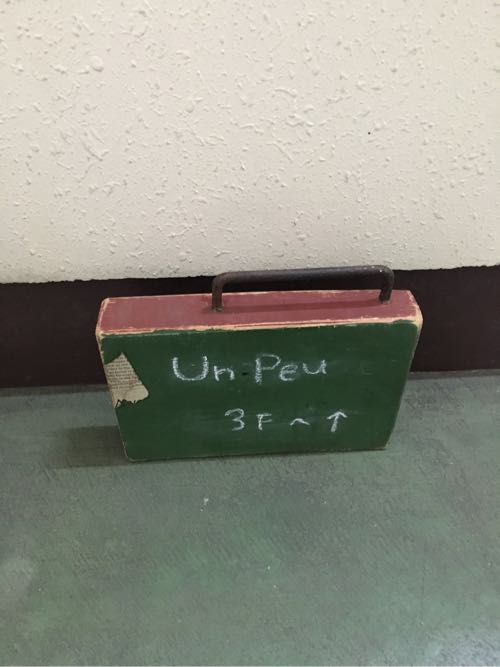 Un Peu
3F へ ↑